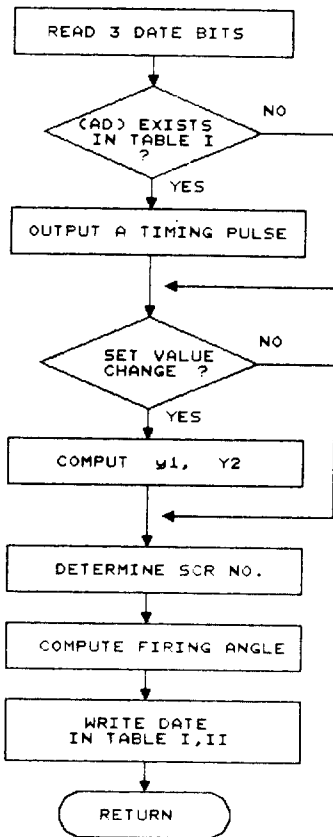 READ 3 DATE BITS
NO
(AD) EXISTS
IN TABLE I
?
YES
OUTPUT A TIMING PULSE
NO
SET VALUE
CHANGE ?
YES
COMPUT y1, Y2
DETERMINE SCR NO.
COMPUTE FIRING ANGLE
WRITE DATE
IN TABLE I,II
RETURN